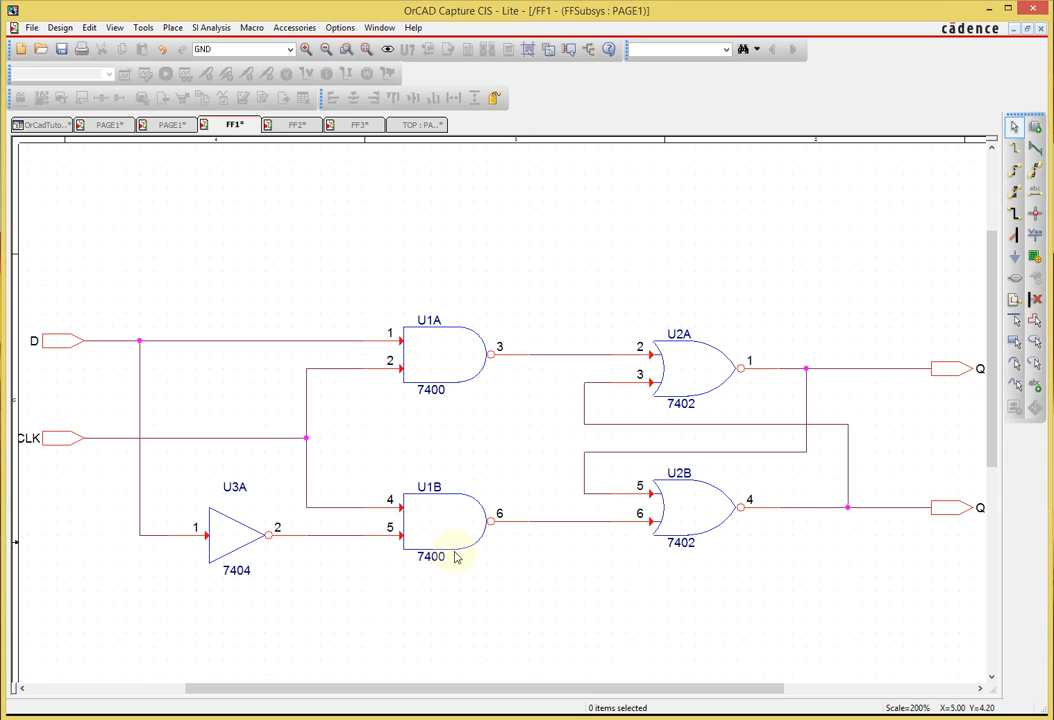 OrCAD Capture CIS - Lite - [/FF1 - (FFSubsys : PAGE1)]
File Design Edit View Tools Place SI Analysis Macro Accessories Options Window Help
cādence
GND
U?
OrCadTuto..* PAGE1* PAGE1* FF1* FF2* FF3* TOP : PA..*
4 3 2
D
CLK
C
U1A
1
2
3
7400
U2A
2
3
1
7402
Q
U3A
1
2
7404
U1B
4
5
6
7400
U2B
5
6
4
7402
Q
0 items selected Scale=200% X=5.00 Y=4.20